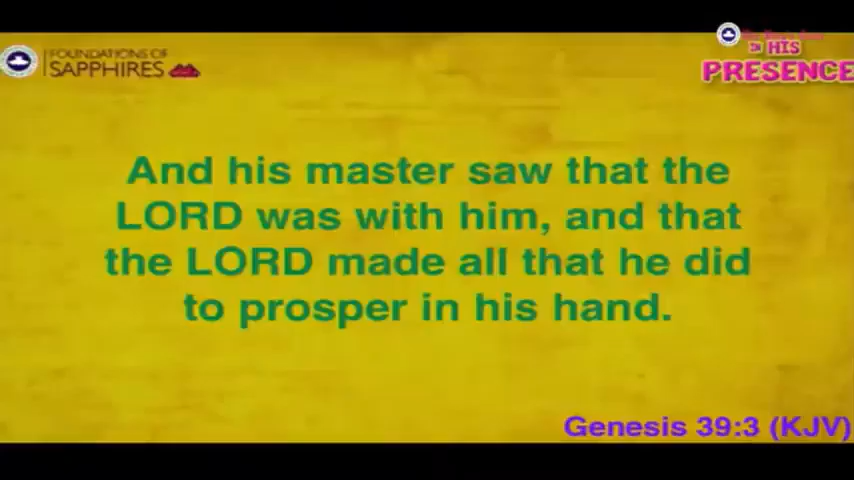 FOUNDATIONS OF
SAPPHIRES
IN HIS
PRESENCE
And his master saw that the
LORD was with him, and that
the LORD made all that he did
to prosper in his hand.
Genesis 39:3 (KJV)